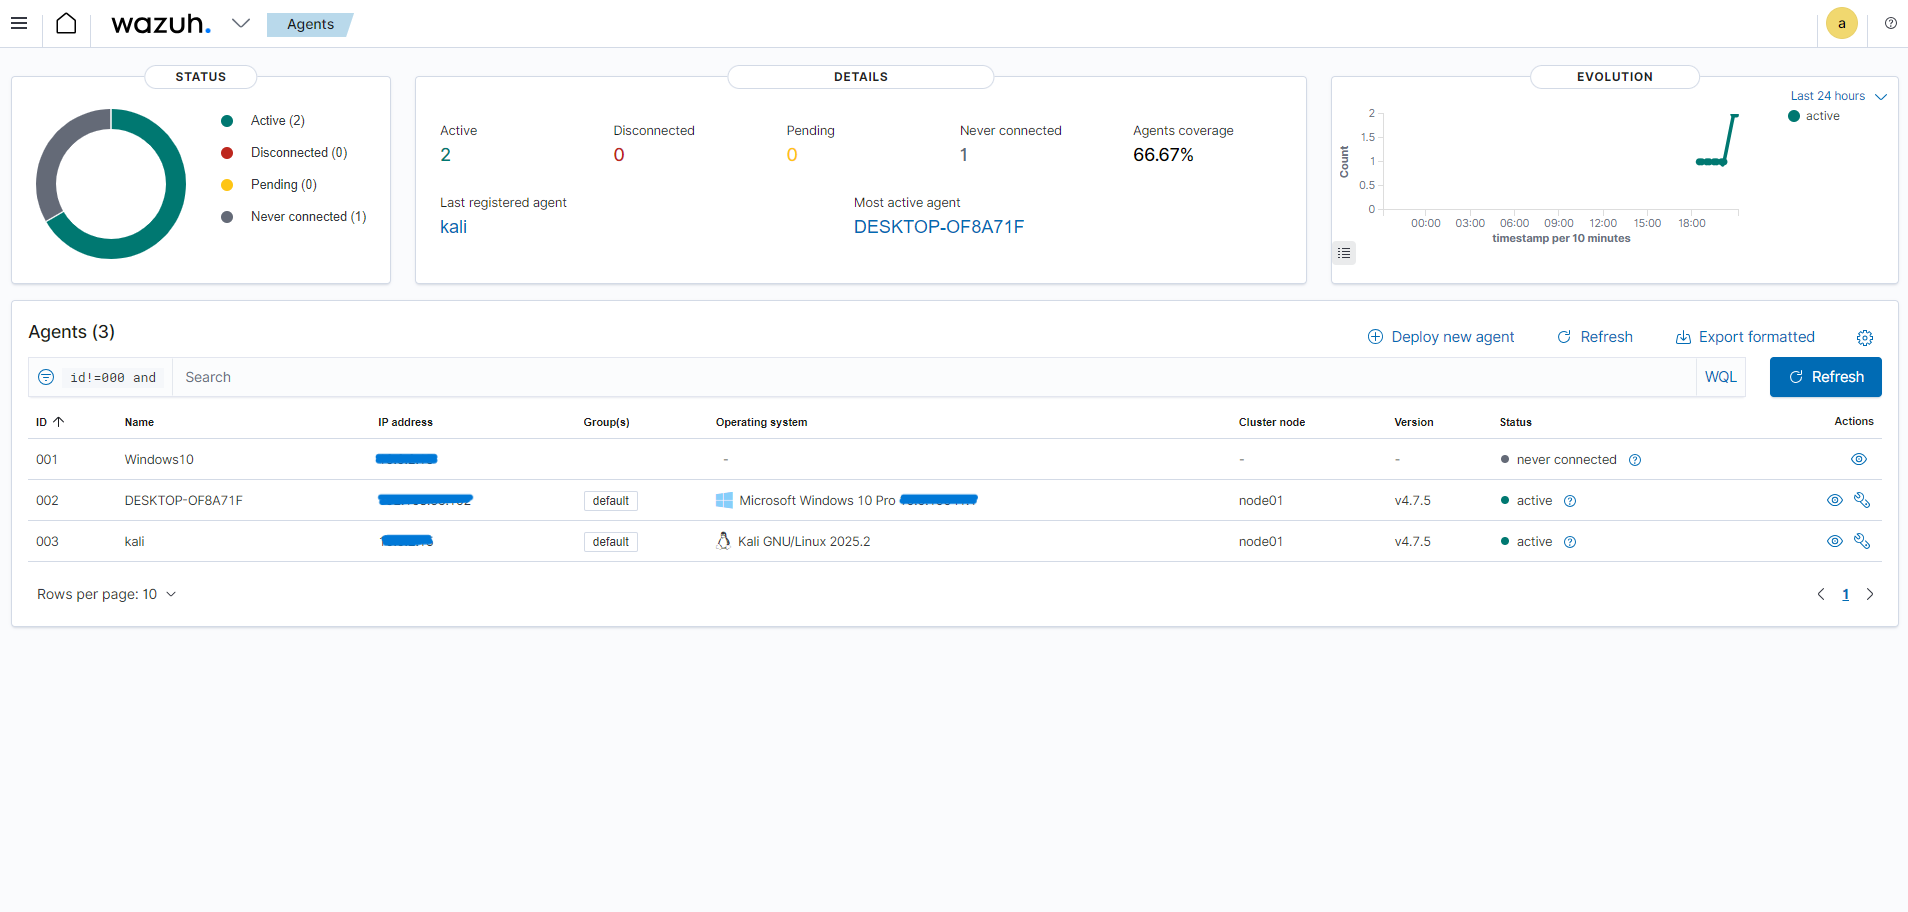 wazuh.
Agents
a
STATUS
Active (2)
Disconnected (0)
Pending (0)
Never connected (1)
DETAILS
Active
2
Disconnected
0
Pending
0
Never connected
1
Agents coverage
66.67%
Last registered agent
kali
Most active agent
DESKTOP-OF8A71F
EVOLUTION
Last 24 hours
active
Count
2
1.5
1
0.5
0
00:00 03:00 06:00 09:00 12:00 15:00 18:00
timestamp per 10 minutes
Agents (3)
Deploy new agent
Refresh
Export formatted
id!=000 and
Search
WQL
Refresh
ID Name IP address Group(s) Operating system Cluster node Version Status Actions
001 Windows10 - - - never connected
002 DESKTOP-OF8A71F default Microsoft Windows 10 Pro node01 v4.7.5 active
003 kali default Kali GNU/Linux 2025.2 node01 v4.7.5 active
Rows per page: 10
1